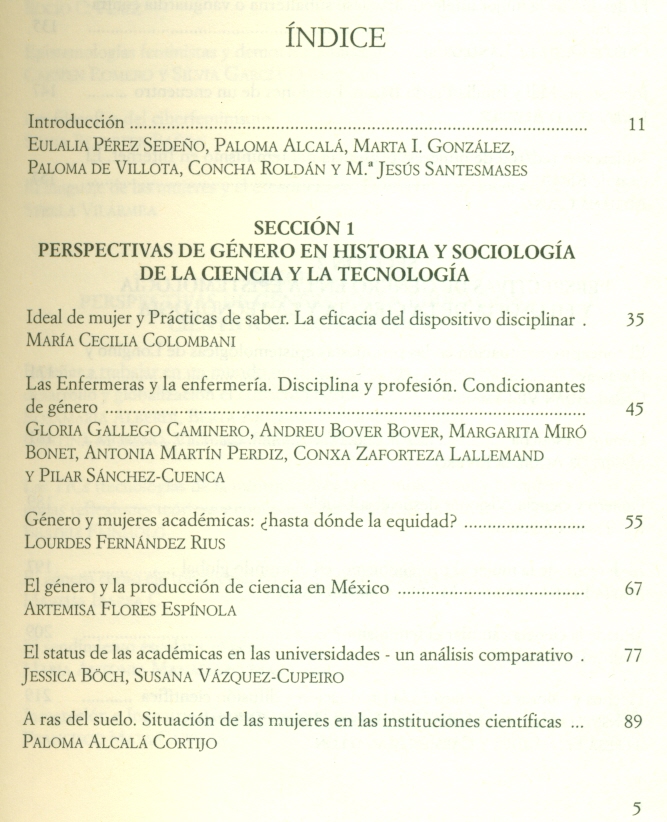 ÍNDICE
Introducción ........................................................................................ 11
EULALIA PÉREZ SEDEÑO, PALOMA ALCALÁ, MARTA I. GONZÁLEZ,
PALOMA DE VILLOTA, CONCHA ROLDÁN Y M.ª JESÚS SANTESMASES
SECCIÓN 1
PERSPECTIVAS DE GÉNERO EN HISTORIA Y SOCIOLOGÍA
DE LA CIENCIA Y LA TECNOLOGÍA
Ideal de mujer y Prácticas de saber. La eficacia del dispositivo disciplinar . 35
MARÍA CECILIA COLOMBANI
Las Enfermeras y la enfermería. Disciplina y profesión. Condicionantes
de género ............................................................................................ 45
GLORIA GALLEGO CAMINERO, ANDREU BOVER BOVER, MARGARITA MIRÓ
BONET, ANTONIA MARTÍN PERDIZ, CONXA ZAFORTEZA LALLEMAND
Y PILAR SÁNCHEZ-CUENCA
Género y mujeres académicas: ¿hasta dónde la equidad? ........................ 55
LOURDES FERNÁNDEZ RIUS
El género y la producción de ciencia en México .................................... 67
ARTEMISA FLORES ESPÍNOLA
El status de las académicas en las universidades - un análisis comparativo . 77
JESSICA BÖCH, SUSANA VÁZQUEZ-CUPEIRO
A ras del suelo. Situación de las mujeres en las instituciones científicas ... 89
PALOMA ALCALÁ CORTIJO
5